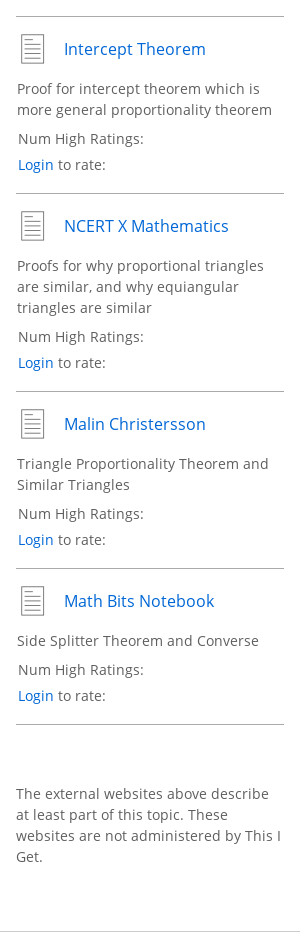 Intercept Theorem
Proof for intercept theorem which is
more general proportionality theorem
Num High Ratings:
Login to rate:
NCERT X Mathematics
Proofs for why proportional triangles
are similar, and why equiangular
triangles are similar
Num High Ratings:
Login to rate:
Malin Christersson
Triangle Proportionality Theorem and
Similar Triangles
Num High Ratings:
Login to rate:
Math Bits Notebook
Side Splitter Theorem and Converse
Num High Ratings:
Login to rate:
The external websites above describe
at least part of this topic. These
websites are not administered by This I
Get.